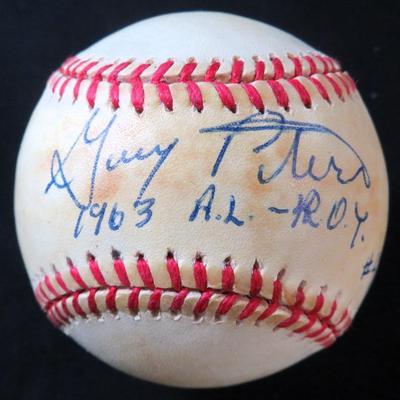 Gary Peters
1963 A.L. - R.O.Y.
#